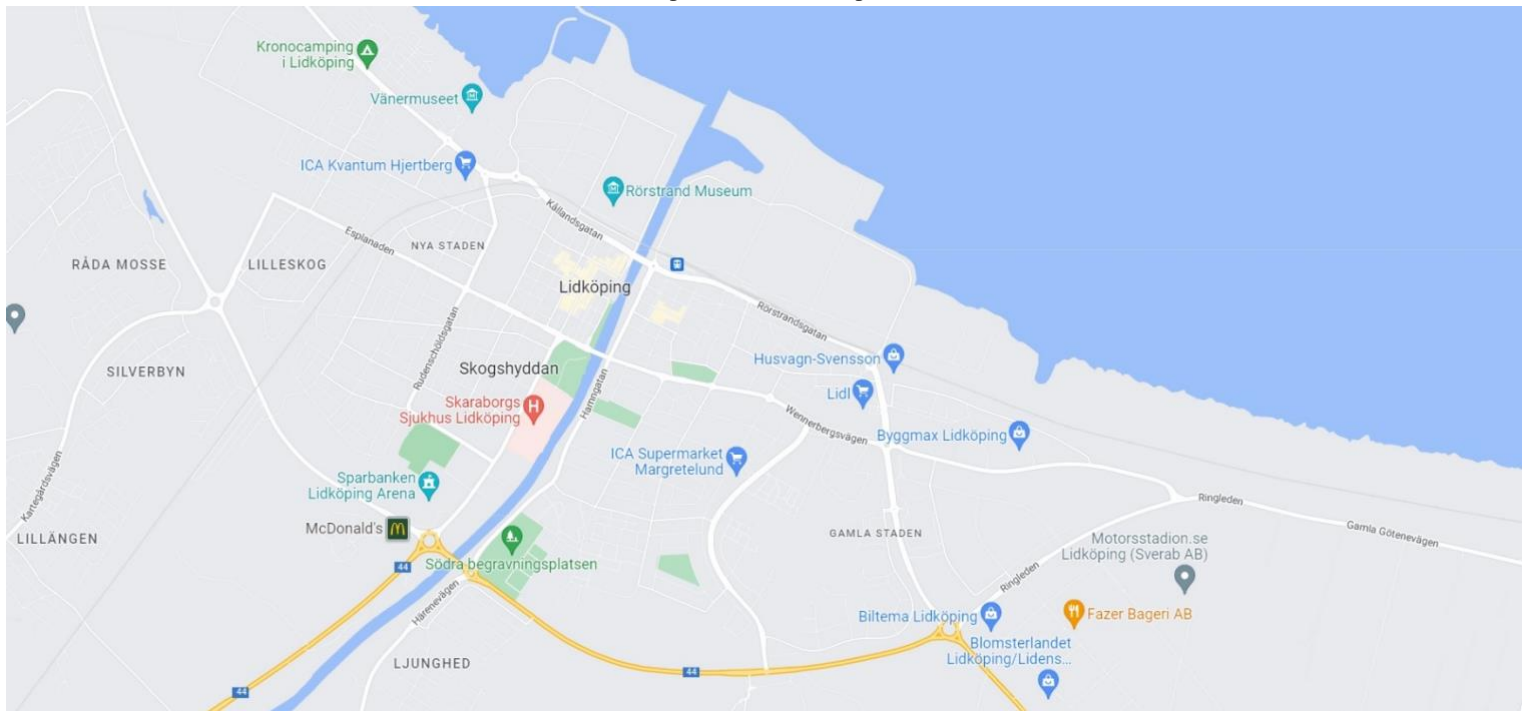 Kronocamping
i Lidköping
Vänermuseet
ICA Kvantum Hjertberg
Rörstrand Museum
Kållandsgatan
Esplanaden
NYA STADEN
RÅDA MOSSE
LILLESKOG
Lidköping
Rörstrandsgatan
Rudenschöldsgatan
Husvagn-Svensson
SILVERBYN
Skogshyddan
Skaraborgs
Sjukhus Lidköping
H
Hamngatan
Lidl
Wennerbergsvägen
Byggmax Lidköping
ICA Supermarket
Margretelund
Kartegårdsvägen
Sparbanken
Lidköping Arena
Ringleden
McDonald's
LILLÄNGEN
GAMLA STADEN
Gamla Götenevägen
Motorsstadion.se
Lidköping (Sverab AB)
44
Södra begravningsplatsen
Härenevägen
Ringleden
Biltema Lidköping
Fazer Bageri AB
Blomsterlandet
Lidköping/Lidens...
LJUNGHED
44
44